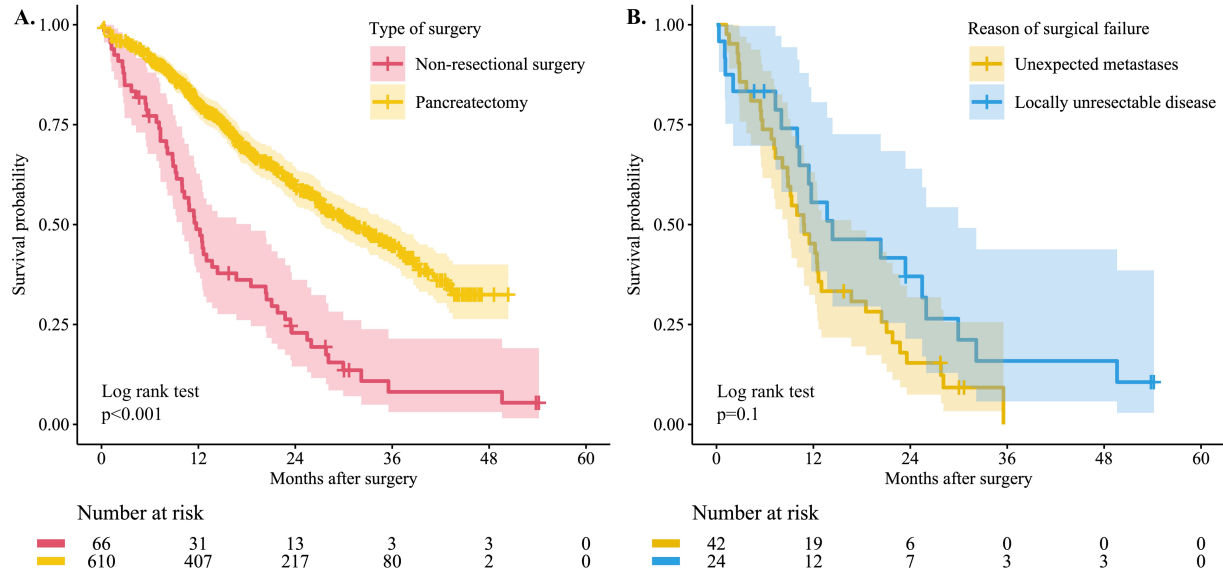 A.
Type of surgery
Non-resectional surgery
Pancreatectomy
1.00
0.75
0.50
0.25
0.00
Survival probability
Log rank test
p<0.001
0 12 24 36 48 60
Months after surgery
Number at risk
66 31 13 3 3 0
610 407 217 80 2 0
B.
Reason of surgical failure
Unexpected metastases
Locally unresectable disease
1.00
0.75
0.50
0.25
0.00
Survival probability
Log rank test
p=0.1
0 12 24 36 48 60
Months after surgery
Number at risk
42 19 6 0 0 0
24 12 7 3 3 0